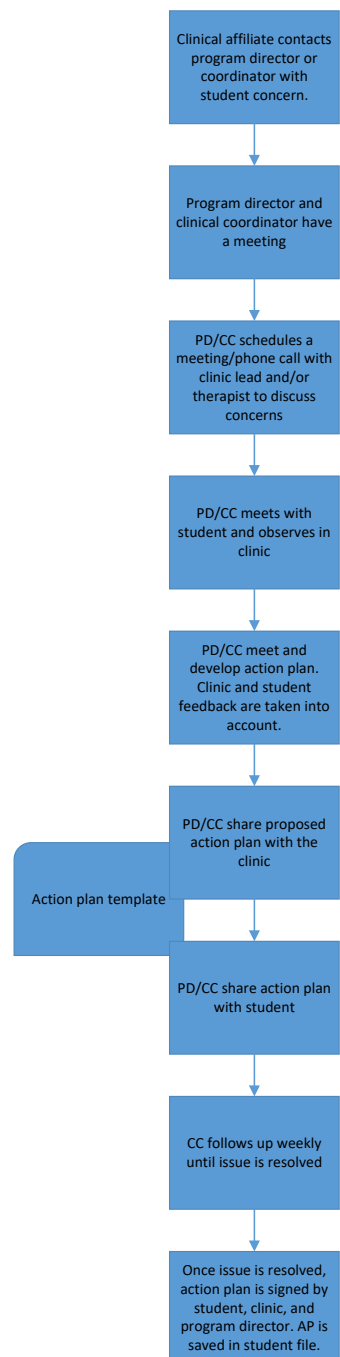 Clinical affiliate contacts
program director or
coordinator with
student concern.
Program director and
clinical coordinator have
a meeting
PD/CC schedules a
meeting/phone call with
clinic lead and/or
therapist to discuss
concerns
PD/CC meets with
student and observes in
clinic
PD/CC meet and
develop action plan.
Clinic and student
feedback are taken into
account.
PD/CC share proposed
action plan with the
clinic
Action plan template
PD/CC share action plan
with student
CC follows up weekly
until issue is resolved
Once issue is resolved,
action plan is signed by
student, clinic, and
program director. AP is
saved in student file.